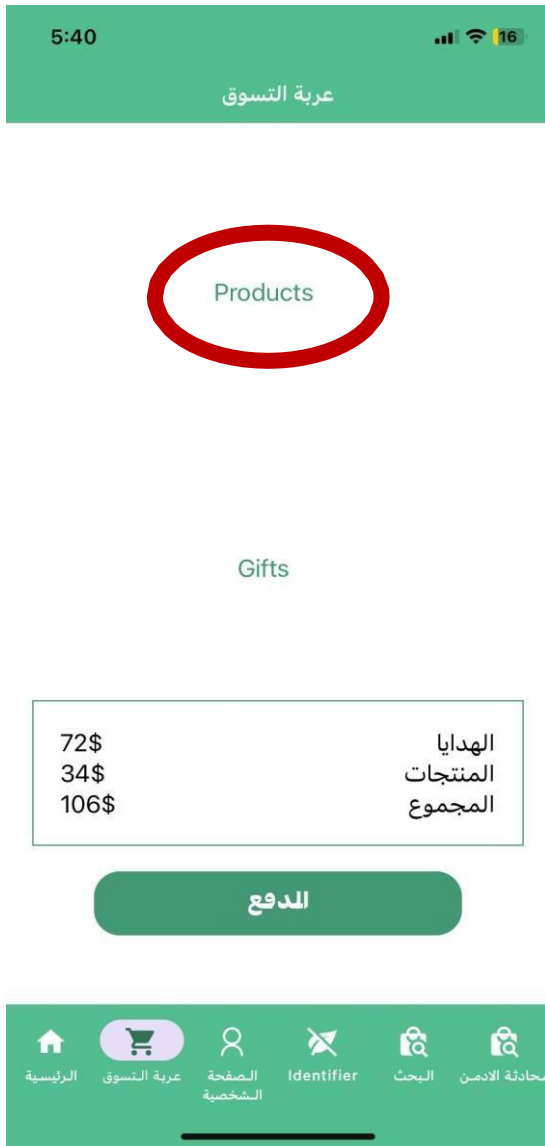 5:40
16
عربة التسوق
Products
Gifts
الهدايا 72$
المنتجات 34$
المجموع 106$
المدفع
الرئيسية
عربة التسوق
الصفحة
الشخصية
Identifier
البحث
محادثة الادمن